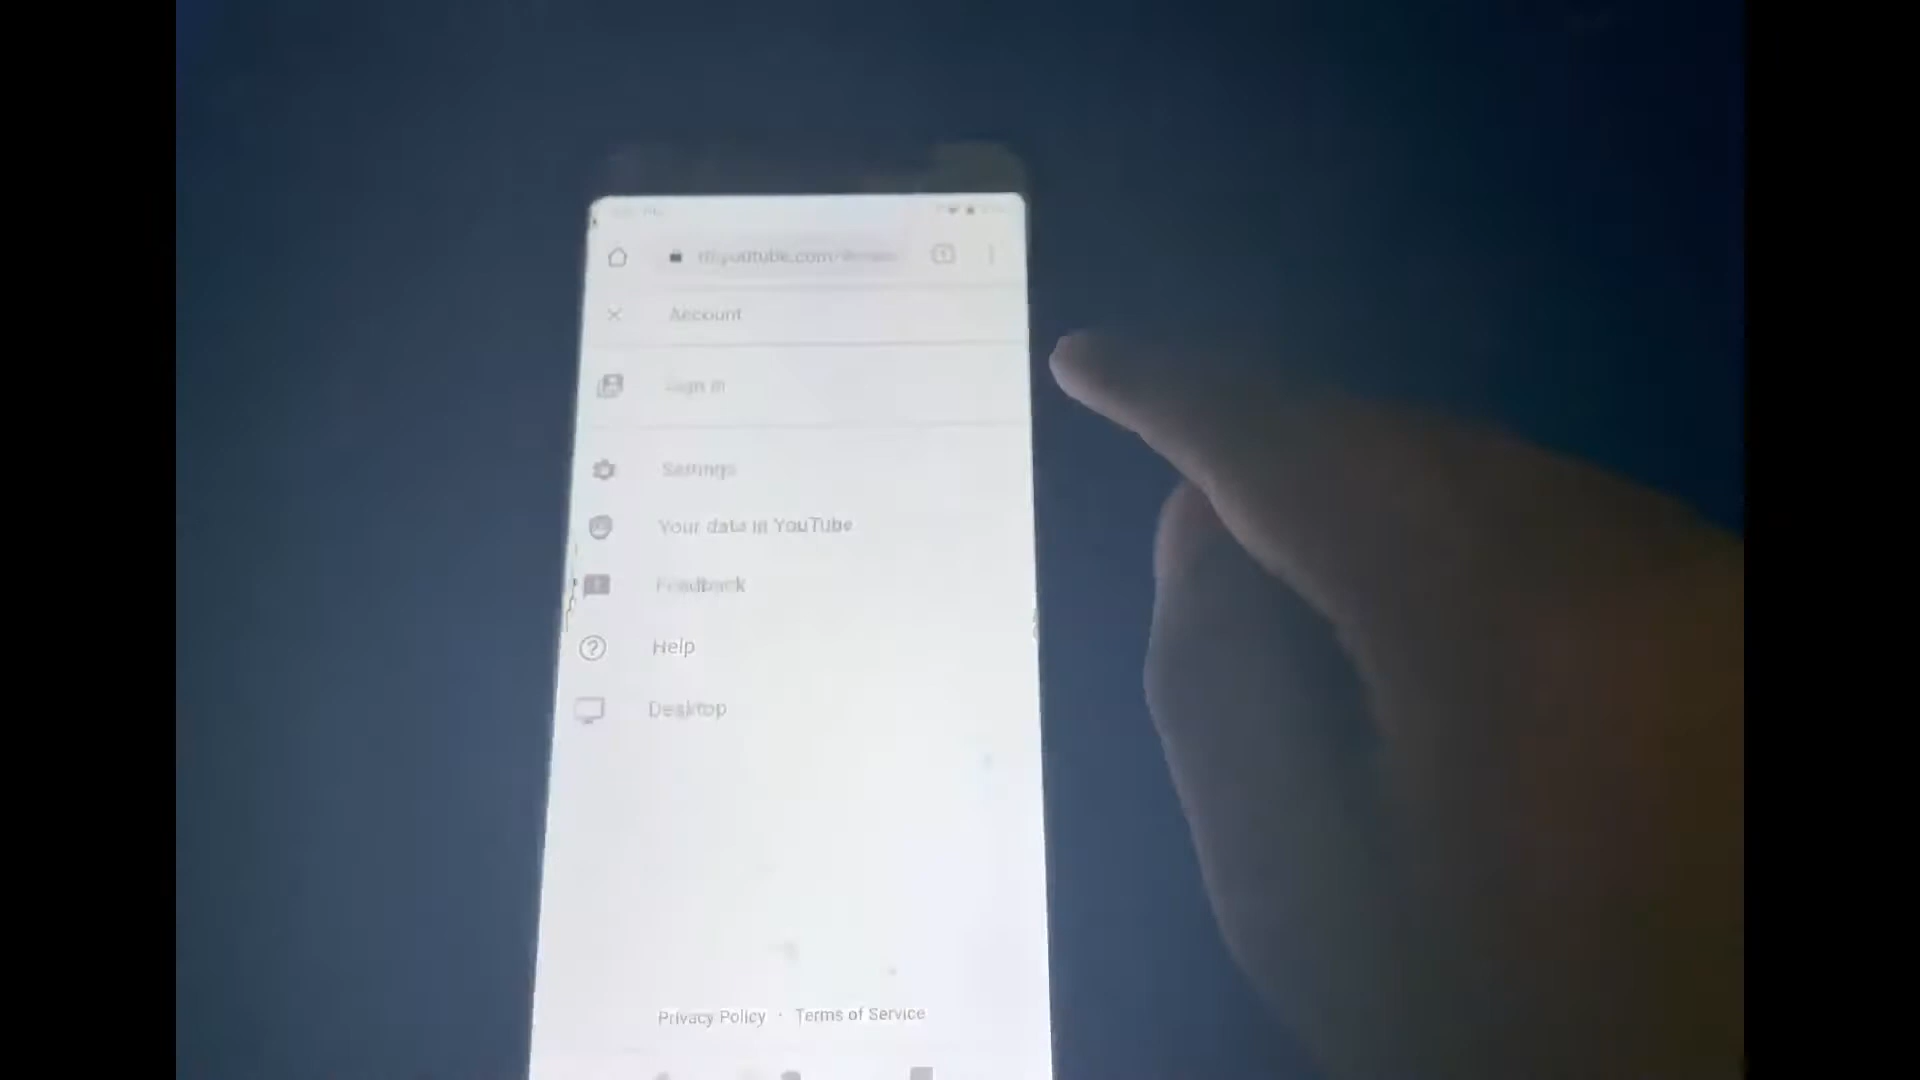 m.youtube.com/
Account
Sign in
Settings
Your data in YouTube
Feedback
Help
Desktop
Privacy Policy · Terms of Service